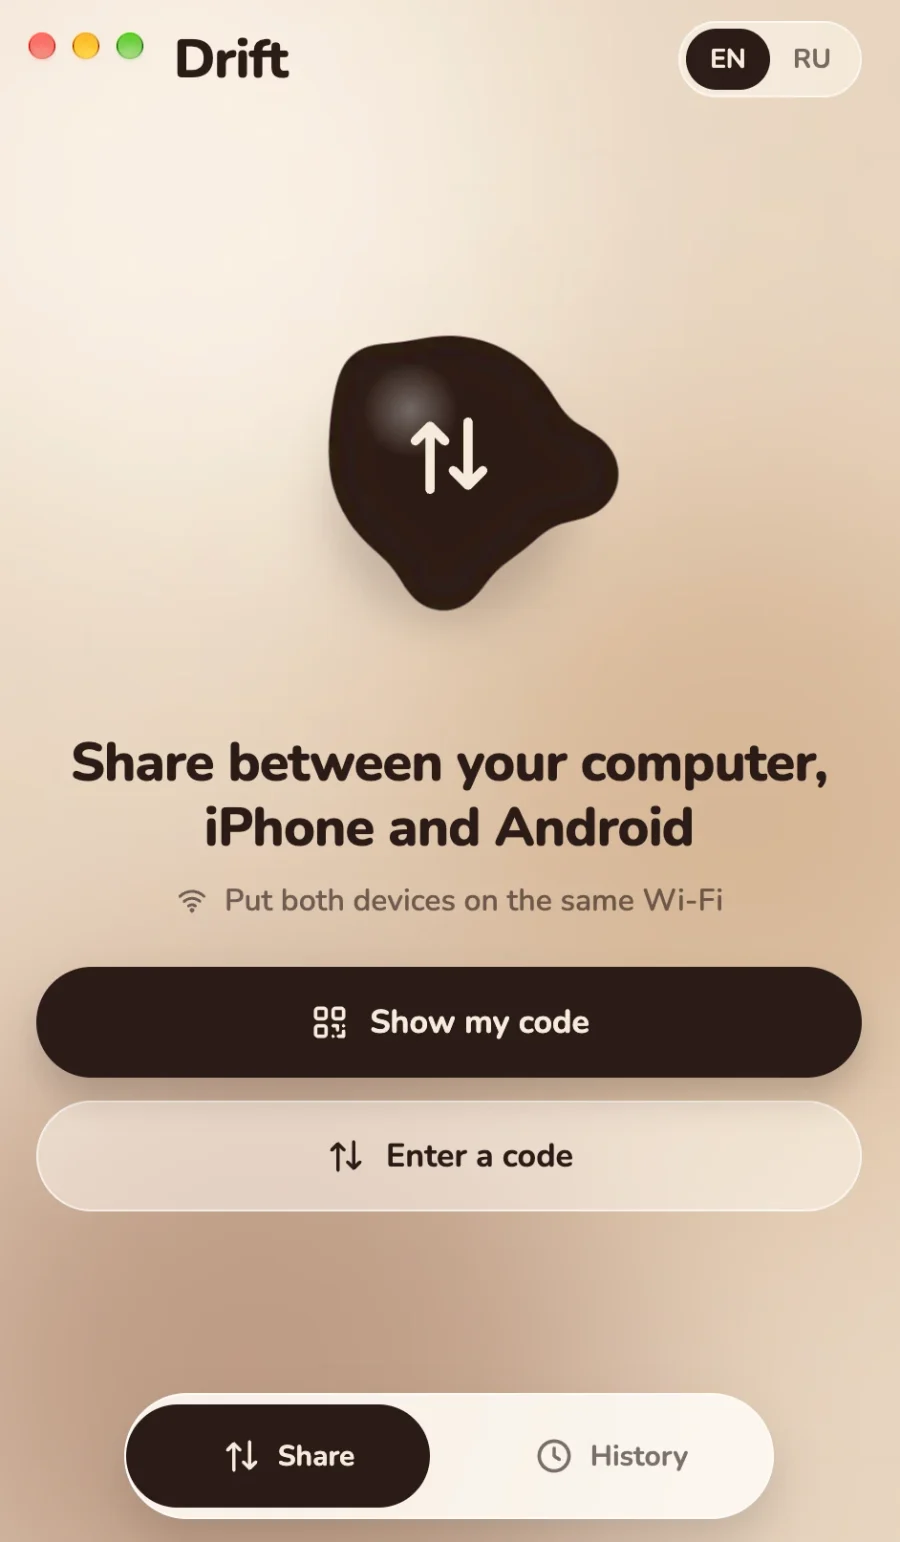 Drift
EN
RU
Share between your computer,
iPhone and Android
Put both devices on the same Wi-Fi
Show my code
Enter a code
Share
History